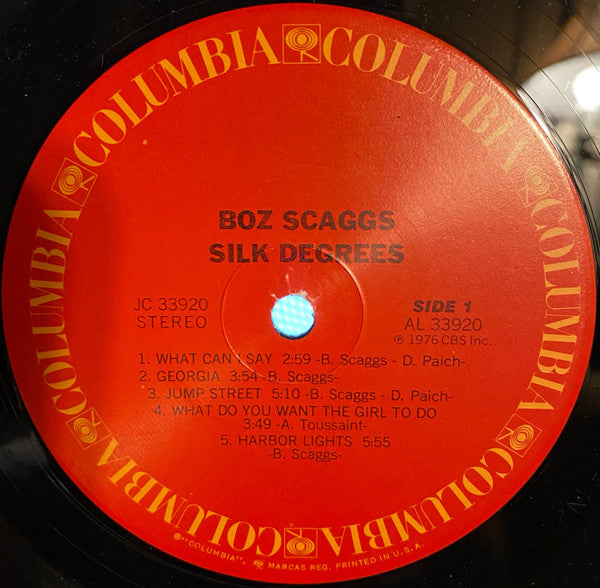 COLUMBIA COLUMBIA COLUMBIA COLUMBIA COLUMBIA COLUMBIA
BOZ SCAGGS
SILK DEGREES
JC 33920
STEREO
SIDE 1
AL 33920
℗ 1976 CBS Inc.
1. WHAT CAN I SAY 2:59 -B. Scaggs - D. Paich-
2. GEORGIA 3:54 -B. Scaggs-
3. JUMP STREET 5:10 -B. Scaggs - D. Paich-
4. WHAT DO YOU WANT THE GIRL TO DO
3:49 -A. Toussaint-
5. HARBOR LIGHTS 5:55
-B. Scaggs-
®"COLUMBIA", MARCAS REG. PRINTED IN U.S.A.